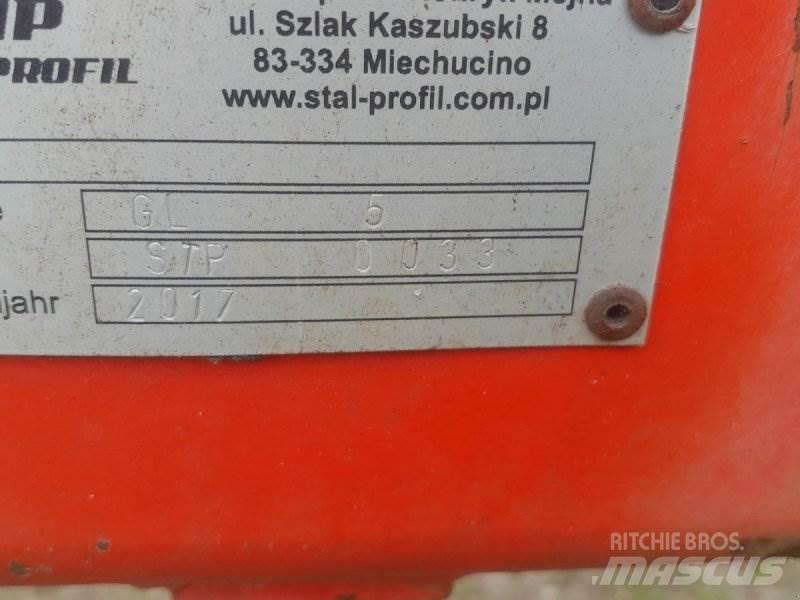 ul. Szlak Kaszubski 8
83-334 Miechucino
PROFIL
www.stal-profil.com.pl
GL 5
STP 0033
jahr 2017
RITCHIE BROS.
MASCUS